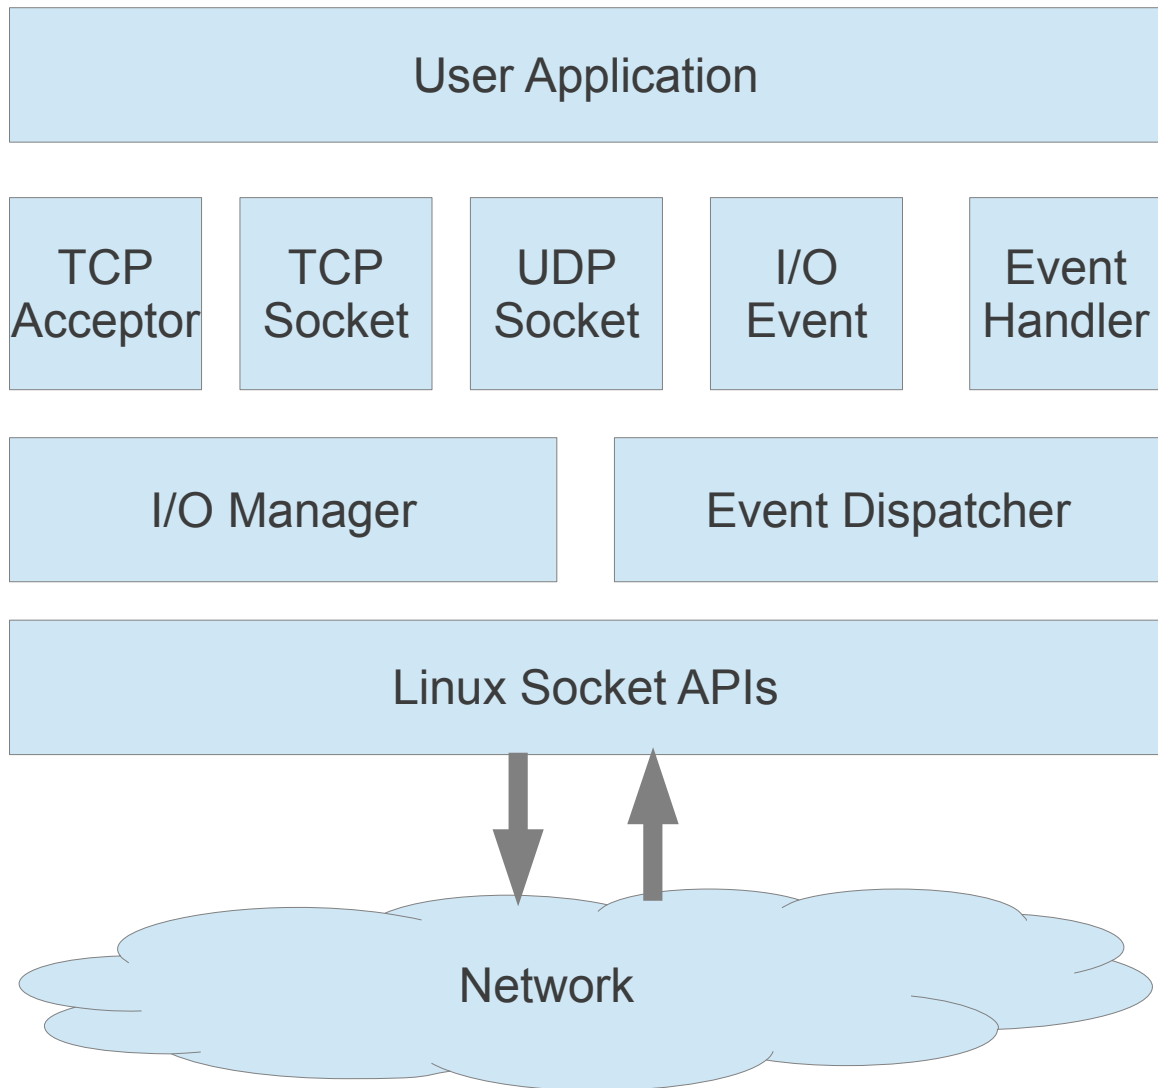 User Application
TCP
Acceptor
TCP
Socket
UDP
Socket
I/O
Event
Event
Handler
I/O Manager
Event Dispatcher
Linux Socket APIs
Network